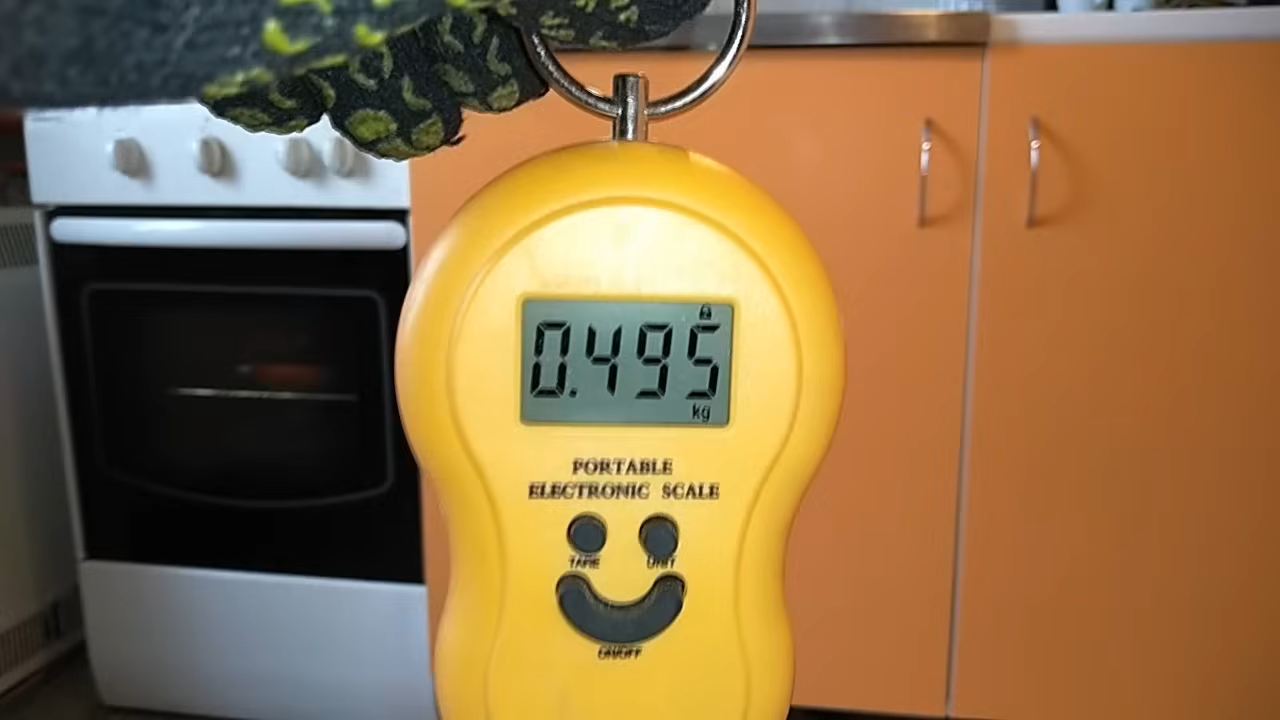 0.495
kg
PORTABLE
ELECTRONIC SCALE
TARE UNIT
ON/OFF